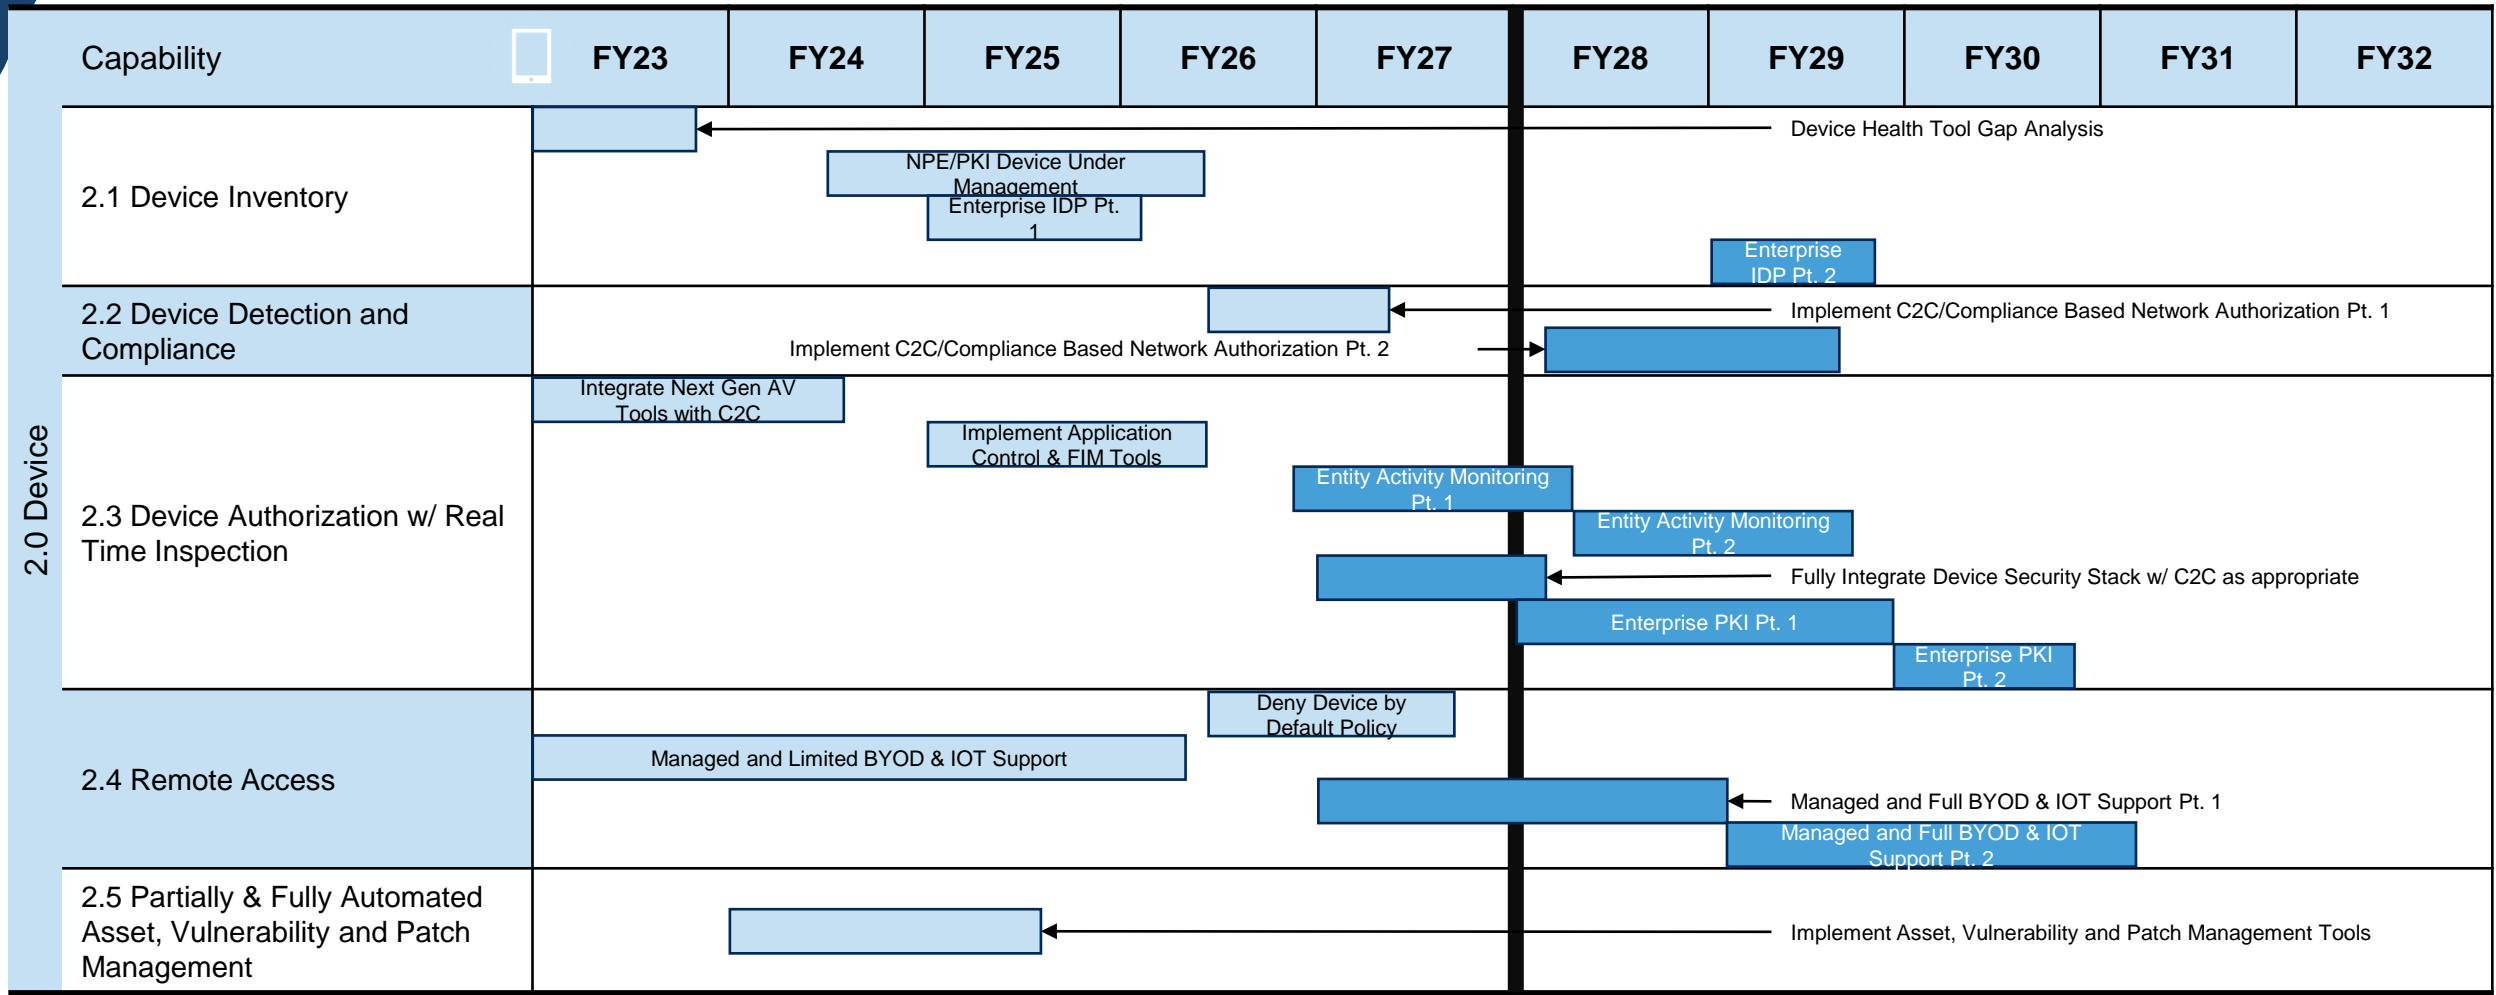 Capability
FY23
FY24
FY25
FY26
FY27
FY28
FY29
FY30
FY31
FY32
2.0 Device
2.1 Device Inventory
Device Health Tool Gap Analysis
NPE/PKI Device Under
Management
Enterprise IDP Pt.
1
Enterprise
IDP Pt. 2
2.2 Device Detection and
Compliance
Implement C2C/Compliance Based Network Authorization Pt. 1
Implement C2C/Compliance Based Network Authorization Pt. 2
2.3 Device Authorization w/ Real
Time Inspection
Integrate Next Gen AV
Tools with C2C
Implement Application
Control & FIM Tools
Entity Activity Monitoring
Pt. 1
Entity Activity Monitoring
Pt. 2
Fully Integrate Device Security Stack w/ C2C as appropriate
Enterprise PKI Pt. 1
Enterprise PKI
Pt. 2
2.4 Remote Access
Deny Device by
Default Policy
Managed and Limited BYOD & IOT Support
Managed and Full BYOD & IOT Support Pt. 1
Managed and Full BYOD & IOT
Support Pt. 2
2.5 Partially & Fully Automated
Asset, Vulnerability and Patch
Management
Implement Asset, Vulnerability and Patch Management Tools